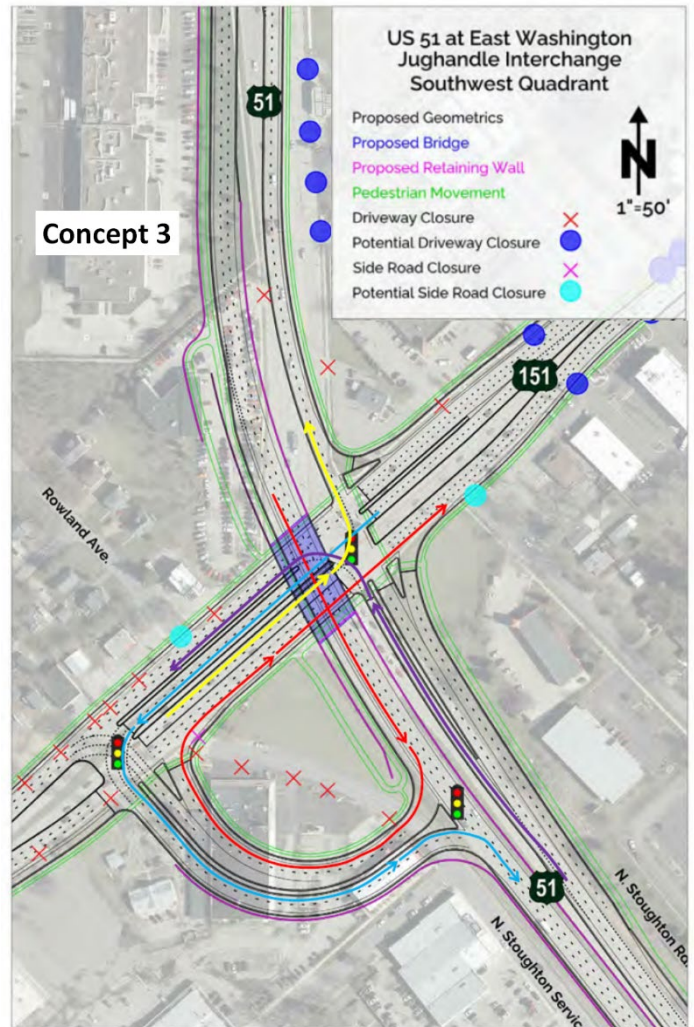 US 51 at East Washington
Jughandle Interchange
Southwest Quadrant
Proposed Geometrics
Proposed Bridge
Proposed Retaining Wall
Pedestrian Movement
Driveway Closure
Potential Driveway Closure
Side Road Closure
Potential Side Road Closure
N
1"=50'
51
Concept 3
151
Rowland Ave.
51
N. Stoughton Rd.
N. Stoughton